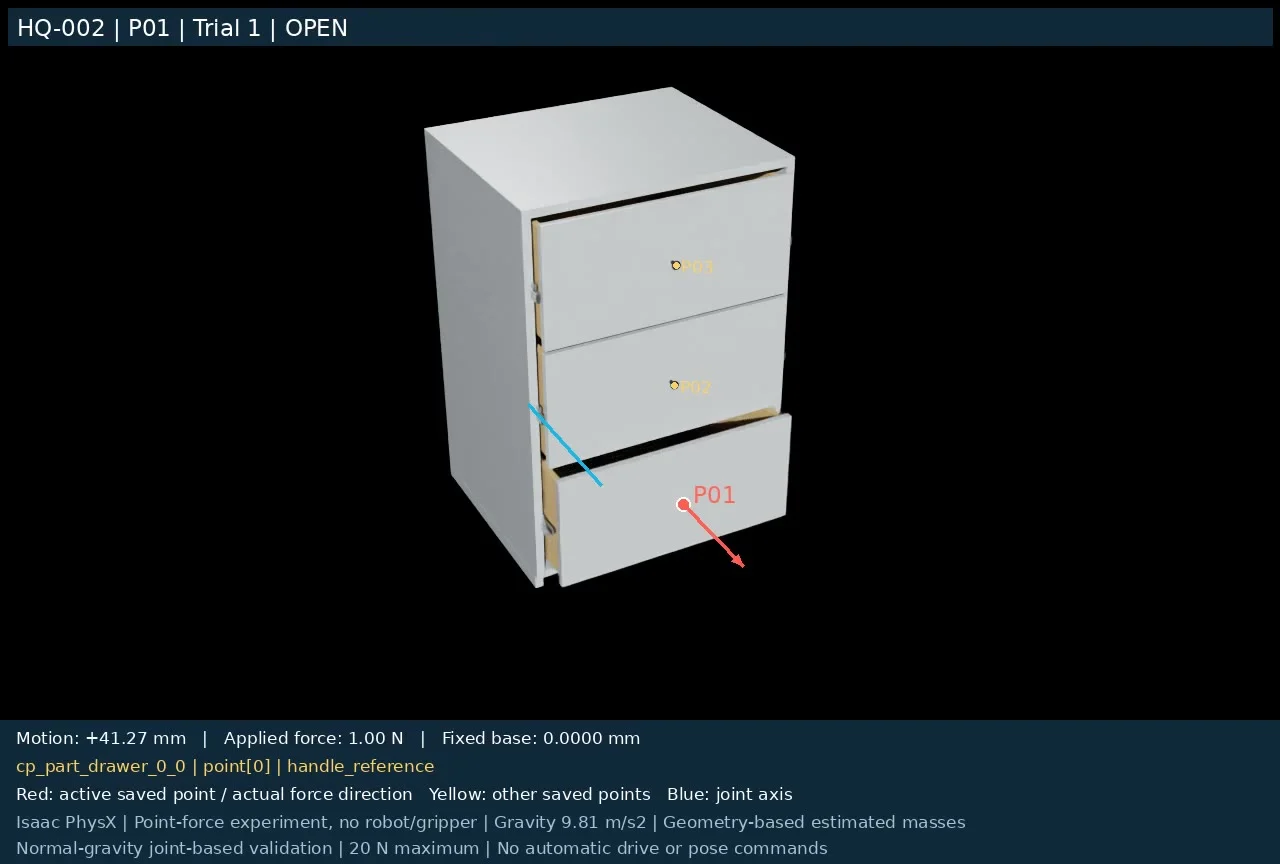 HQ-002 | P01 | Trial 1 | OPEN
P03
P02
P01
Motion: +41.27 mm | Applied force: 1.00 N | Fixed base: 0.0000 mm
cp_part_drawer_0_0 | point[0] | handle_reference
Red: active saved point / actual force direction Yellow: other saved points Blue: joint axis
Isaac PhysX | Point-force experiment, no robot/gripper | Gravity 9.81 m/s2 | Geometry-based estimated masses
Normal-gravity joint-based validation | 20 N maximum | No automatic drive or pose commands